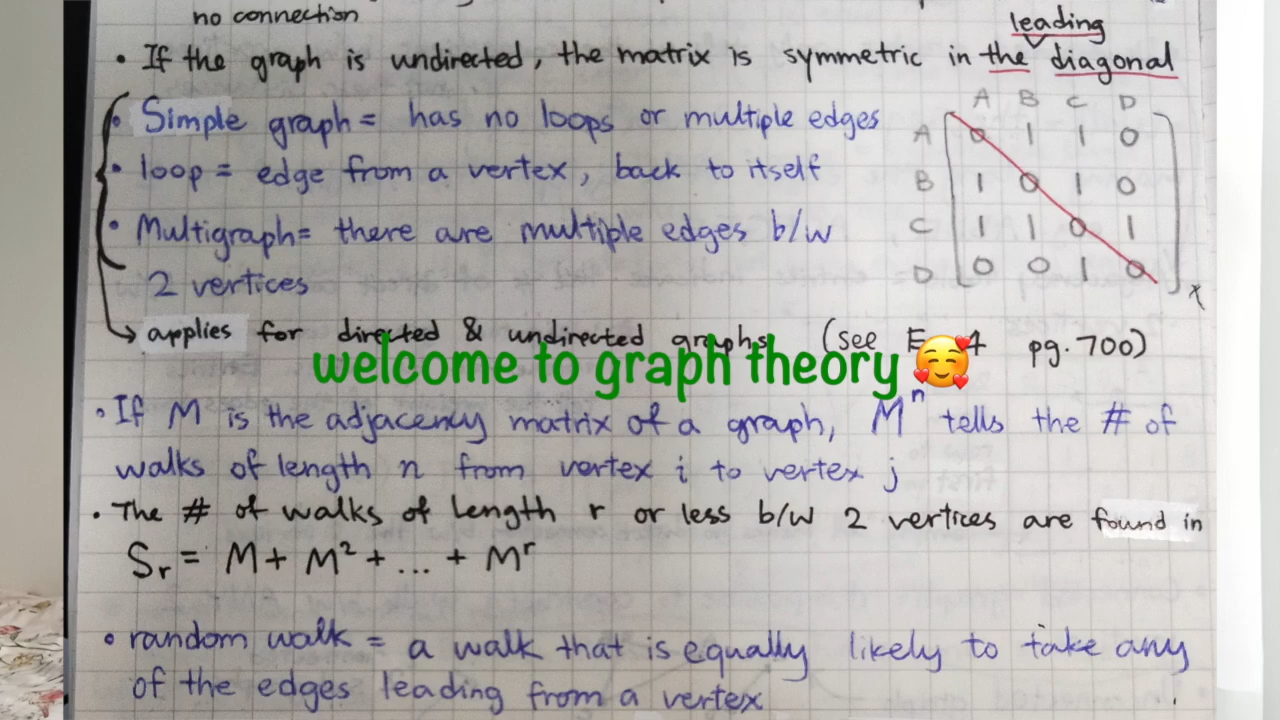 no connection
leading
• If the graph is undirected, the matrix is symmetric in the diagonal
• Simple graph = has no loops or multiple edges
• loop = edge from a vertex, back to itself
• Multigraph = there are multiple edges b/w
2 vertices
A B C D
A 0 1 1 0
B 1 0 1 0
C 1 1 0 1
D 0 0 1 0
→ applies for directed & undirected graphs (see pg. 700)
welcome to graph theory 🥰
• If M is the adjacency matrix of a graph, Mⁿ tells the # of
walks of length n from vertex i to vertex j
• The # of walks of length r or less b/w 2 vertices are found in
Sᵣ = M + M² + ... + Mʳ
• random walk = a walk that is equally likely to take any
of the edges leading from a vertex